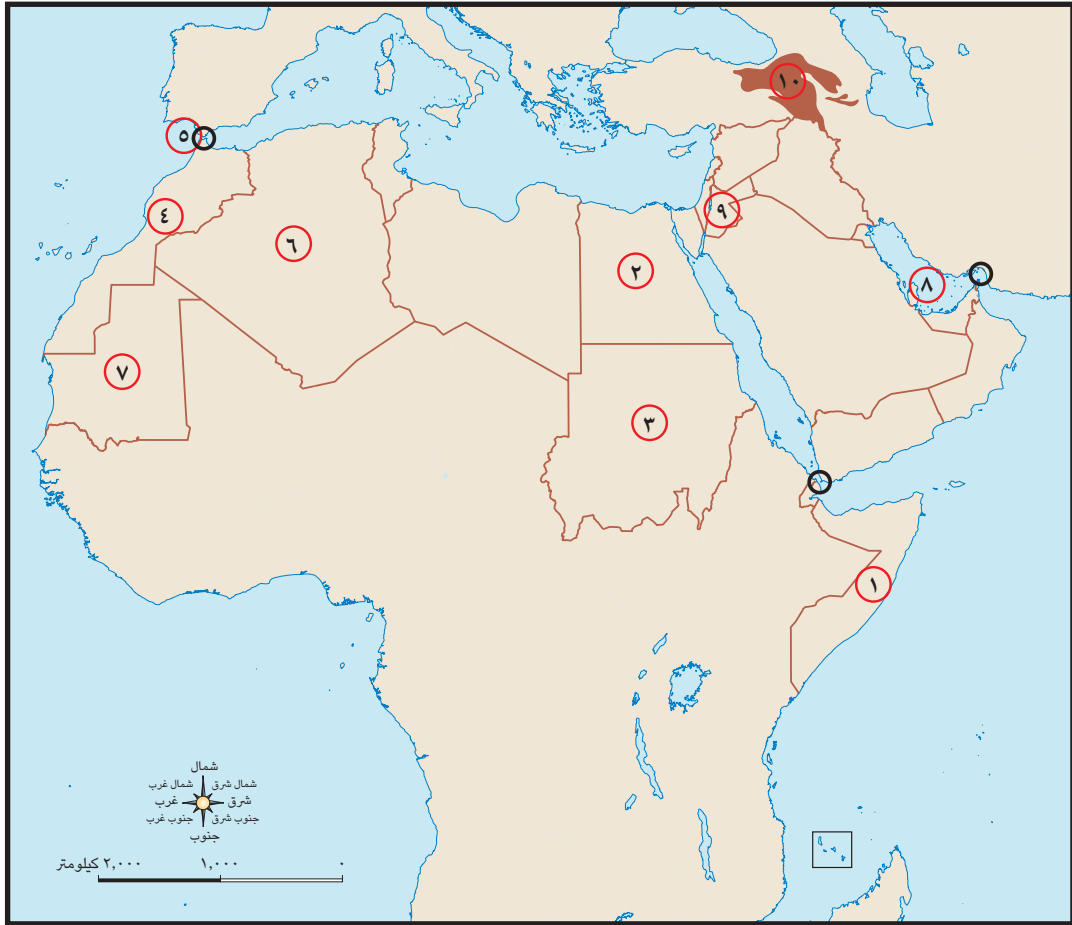 ١٠
٥
٤
٩
٦
٢
٨
٧
٣
١
شمال
شمال غرب شمال شرق
غرب شرق
جنوب غرب جنوب شرق
جنوب
٠ ١,٠٠٠ ٢,٠٠٠ كيلومتر